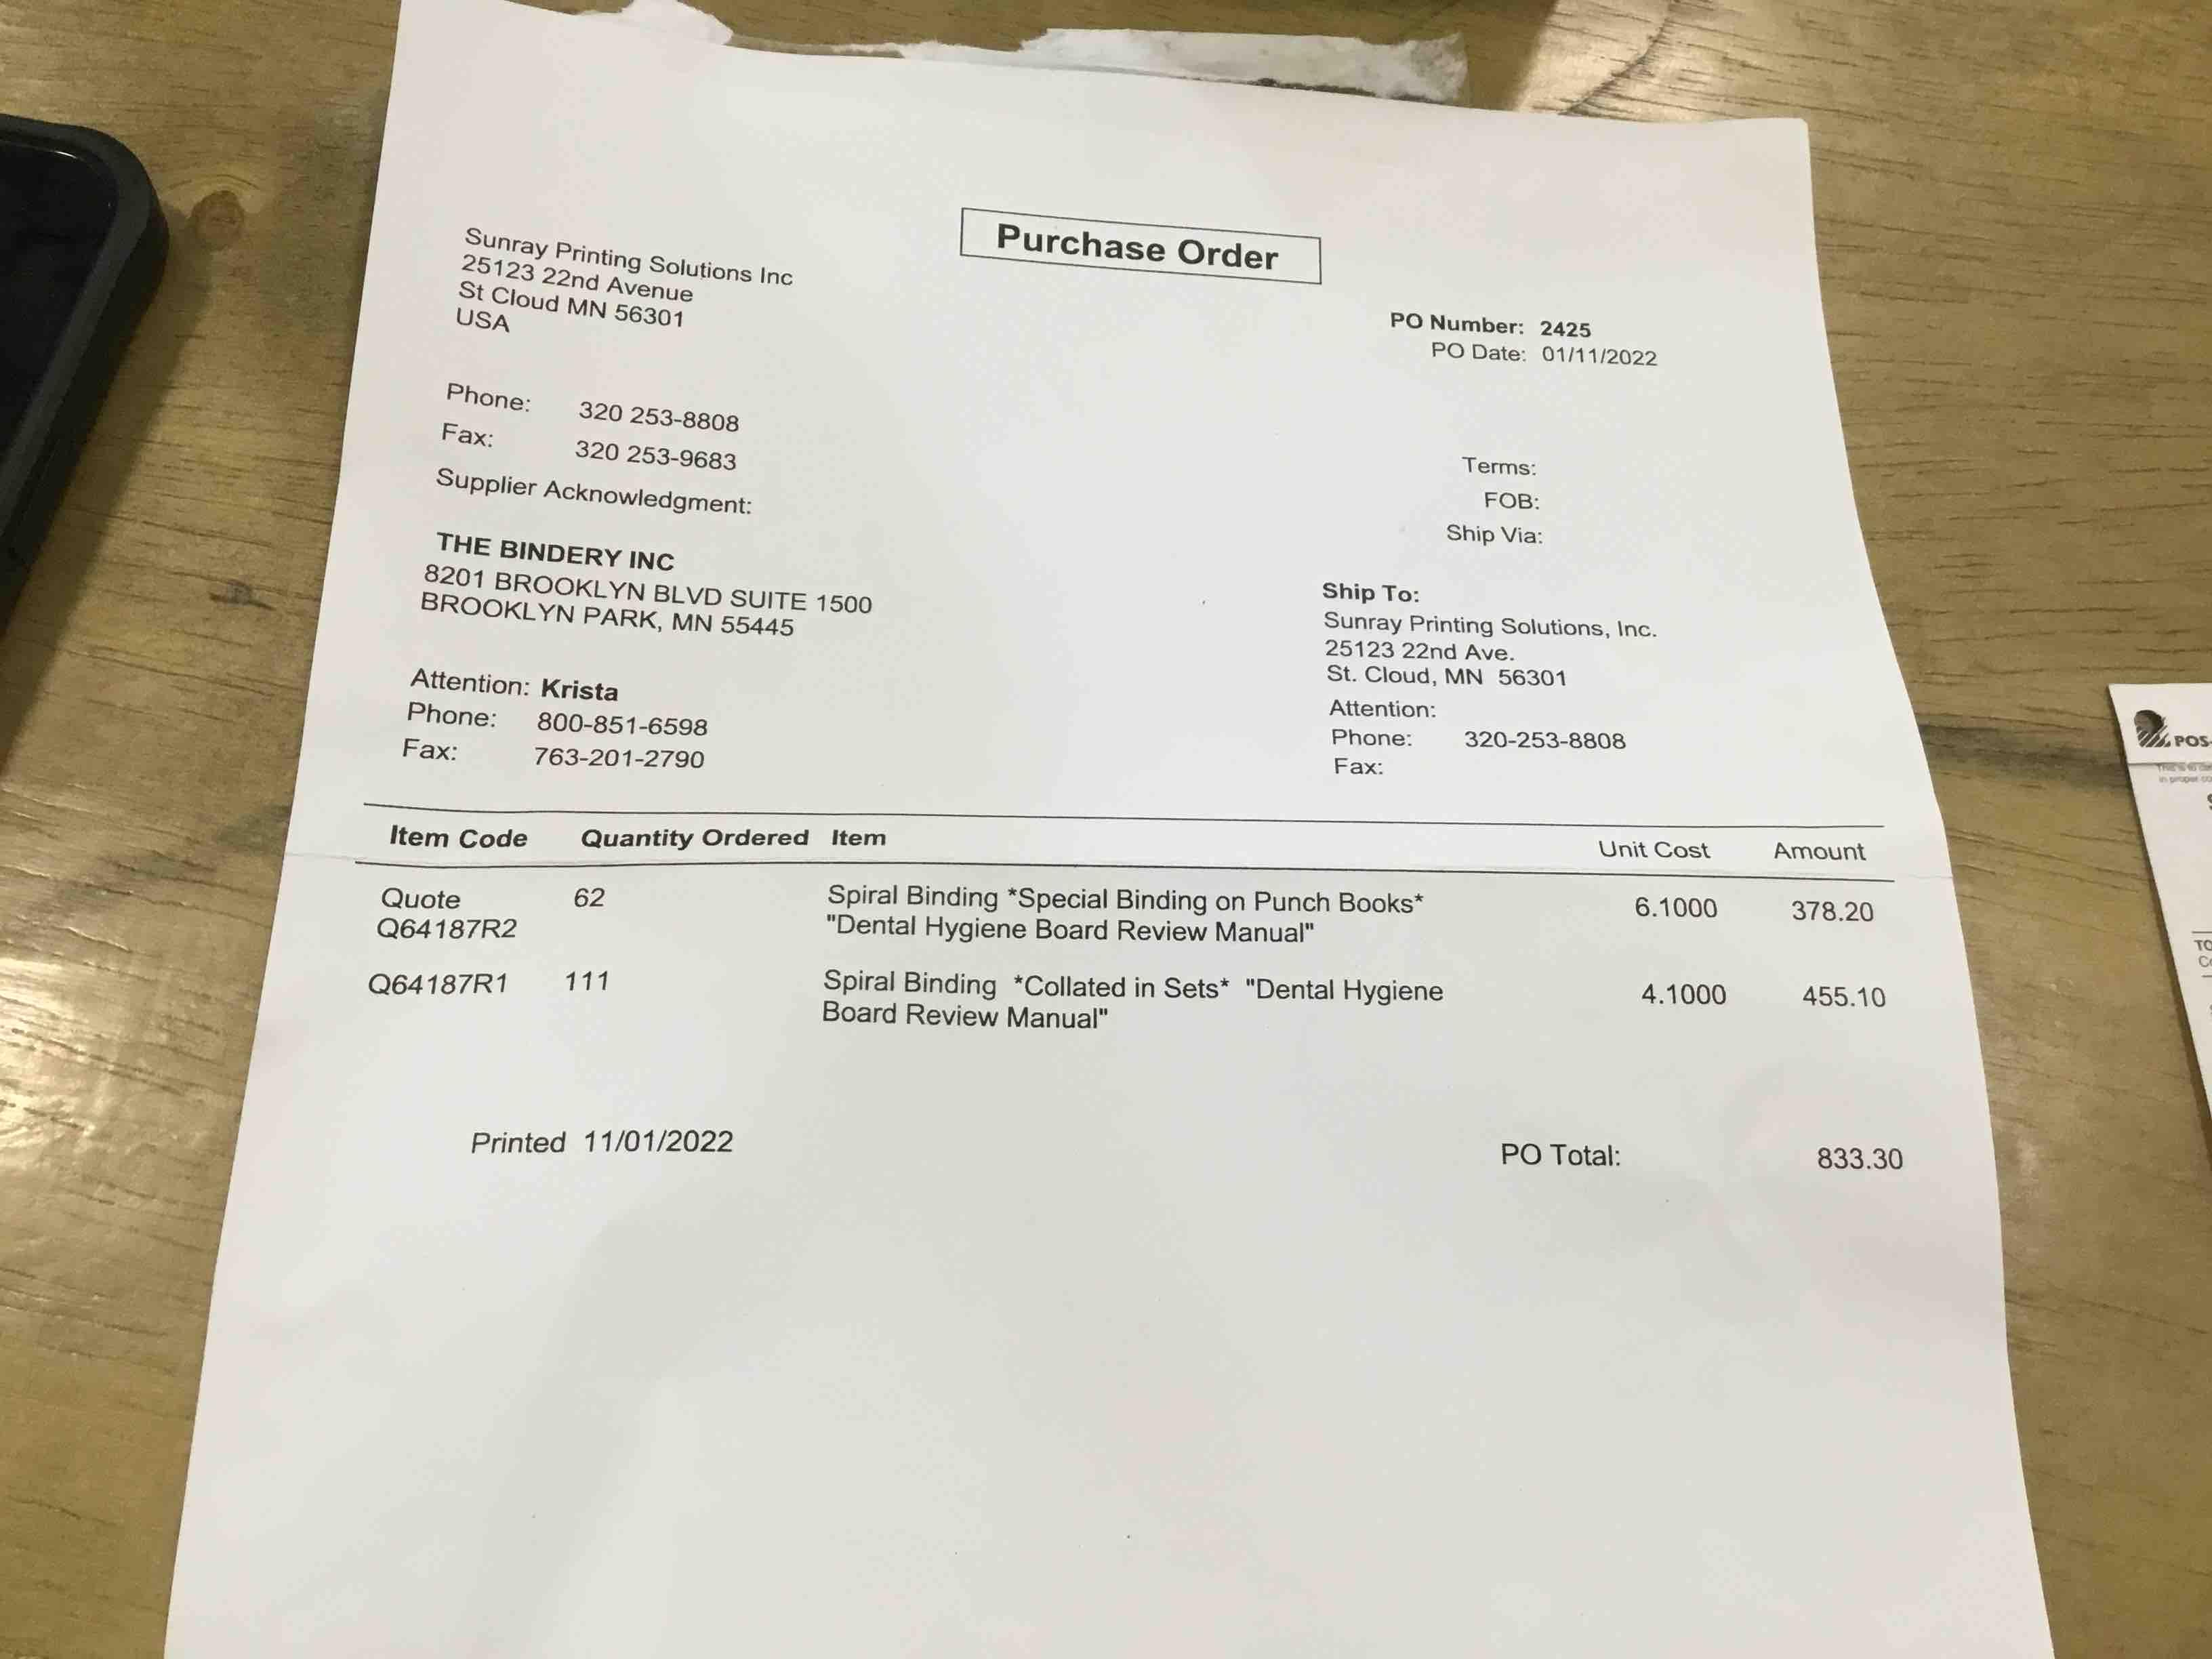 Purchase Order
Sunray Printing Solutions Inc
25123 22nd Avenue
St Cloud MN 56301
USA
PO Number: 2425
PO Date: 01/11/2022
Phone: 320 253-8808
Fax: 320 253-9683
Supplier Acknowledgment:
Terms:
FOB:
Ship Via:
THE BINDERY INC
8201 BROOKLYN BLVD SUITE 1500
BROOKLYN PARK, MN 55445
Attention: Krista
Phone: 800-851-6598
Fax: 763-201-2790
Ship To:
Sunray Printing Solutions, Inc.
25123 22nd Ave.
St. Cloud, MN 56301
Attention:
Phone: 320-253-8808
Fax:
Item Code Quantity Ordered Item Unit Cost Amount
Quote 62 Spiral Binding *Special Binding on Punch Books* 6.1000 378.20
Q64187R2 "Dental Hygiene Board Review Manual"
Q64187R1 111 Spiral Binding *Collated in Sets* "Dental Hygiene 4.1000 455.10
Board Review Manual"
Printed 11/01/2022 PO Total: 833.30
POS
in proper
TO